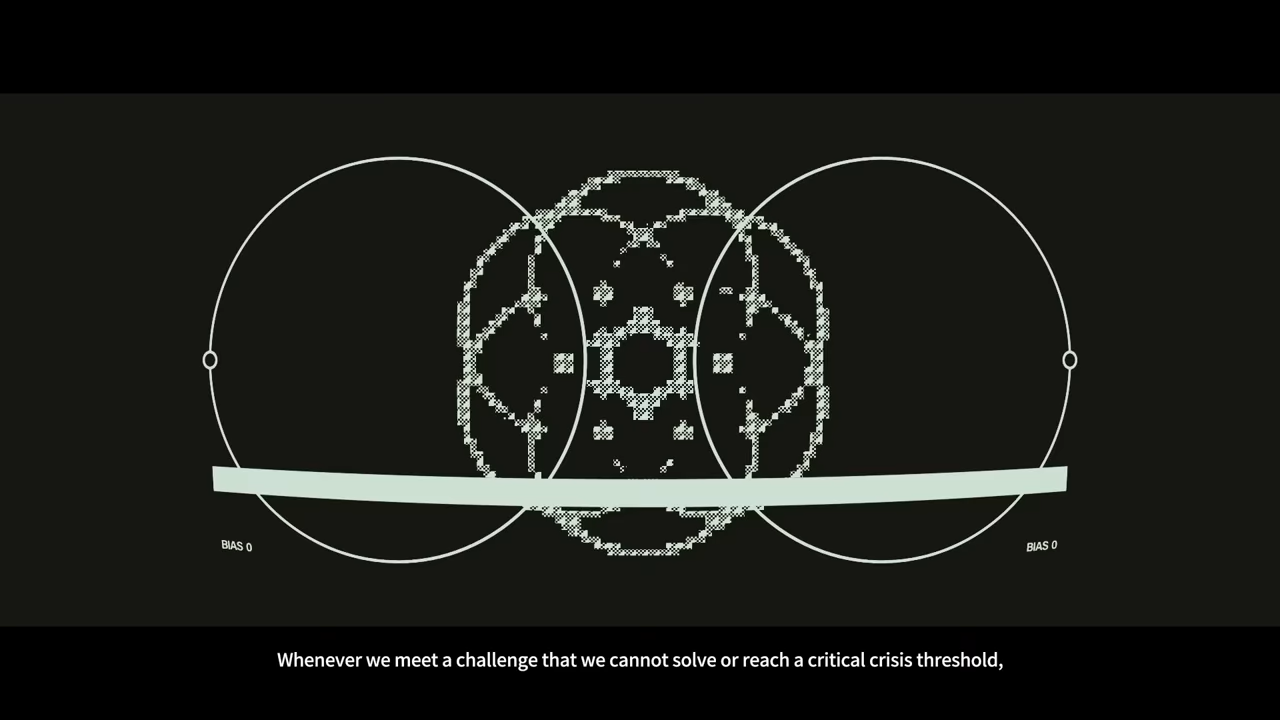 BIAS 0
BIAS 0
Whenever we meet a challenge that we cannot solve or reach a critical crisis threshold,